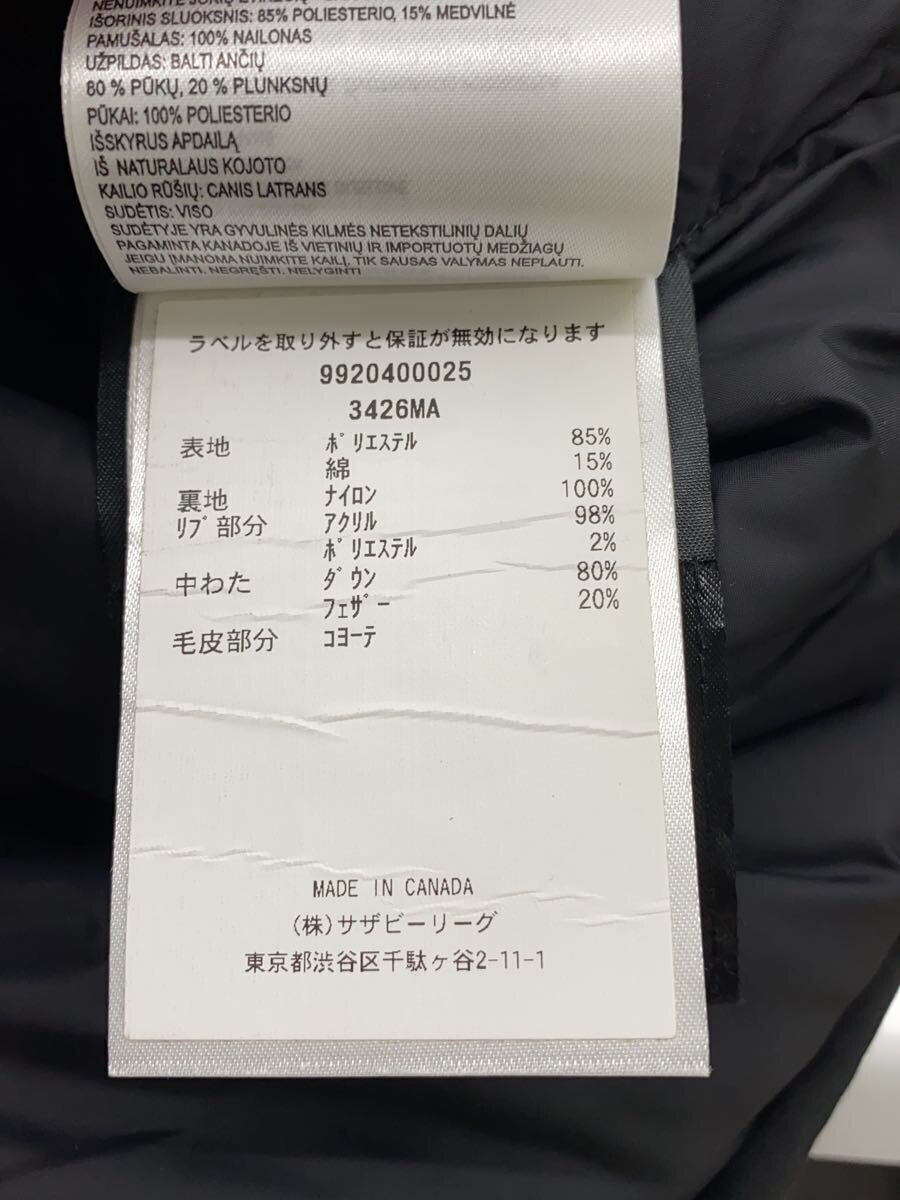 IŠORINIS SLUOKSNIS: 85% POLIESTERIO, 15% MEDVILNĖ
PAMUŠALAS: 100% NAILONAS
UŽPILDAS: BALTI ANČIŲ
80 % PŪKŲ, 20 % PLUNKSNŲ
PŪKAI: 100% POLIESTERIO
IŠSKYRUS APDAILĄ
IŠ NATURALAUS KOJOTO
KAILIO RŪŠIŲ: CANIS LATRANS
SUDĖTIS: VISO
SUDĖTYJE YRA GYVULINĖS KILMĖS NETEKSTILINIŲ DALIŲ
PAGAMINTA KANADOJE IŠ VIETINIŲ IR IMPORTUOTŲ MEDŽIAGŲ
JEIGU ĮMANOMA NUIMKITE KAILĮ, TIK SAUSAS VALYMAS NEPLAUTI.
NEBALINTI. NEGRĘŠTI. NELYGINTI
ラベルを取り外すと保証が無効になります
9920400025
3426MA
表地 ﾎﾟﾘｴｽﾃﾙ 85%
綿 15%
裏地 ﾅｲﾛﾝ 100%
ﾘﾌﾞ部分 ｱｸﾘﾙ 98%
ﾎﾟﾘｴｽﾃﾙ 2%
中わた ﾀﾞｳﾝ 80%
ﾌｪｻﾞｰ 20%
毛皮部分 ｺﾖｰﾃ
MADE IN CANADA
(株)サザビーリーグ
東京都渋谷区千駄ヶ谷2-11-1